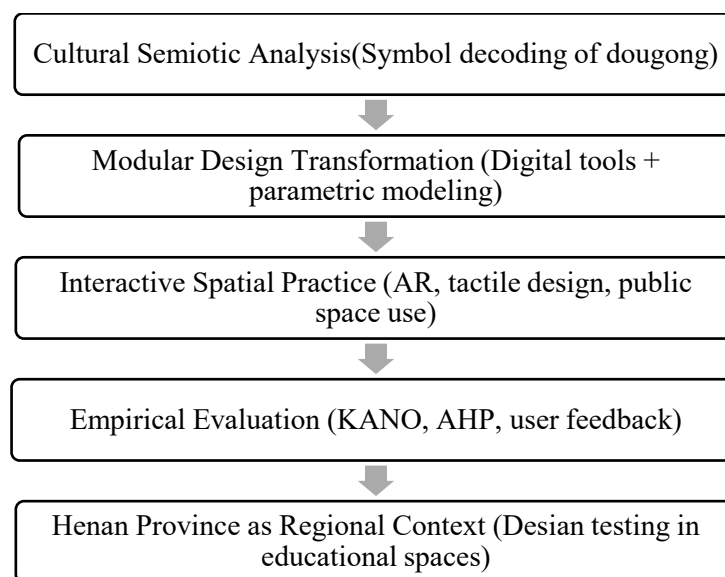 Cultural Semiotic Analysis(Symbol decoding of dougong)
Modular Design Transformation (Digital tools +
parametric modeling)
Interactive Spatial Practice (AR, tactile design, public
space use)
Empirical Evaluation (KANO, AHP, user feedback)
Henan Province as Regional Context (Desian testing in
educational spaces)